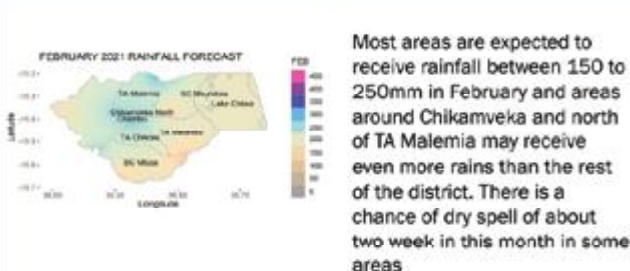 FEBRUARY 2021 RAINFALL FORECAST
FEB
TA Malemia
SC Mkumbira
Lake Chilwa
Chikamveka North
TA Chikowi
SC Mbiza
Latitude
Longitude
Most areas are expected to
receive rainfall between 150 to
250mm in February and areas
around Chikamveka and north
of TA Malemia may receive
even more rains than the rest
of the district. There is a
chance of dry spell of about
two week in this month in some
areas